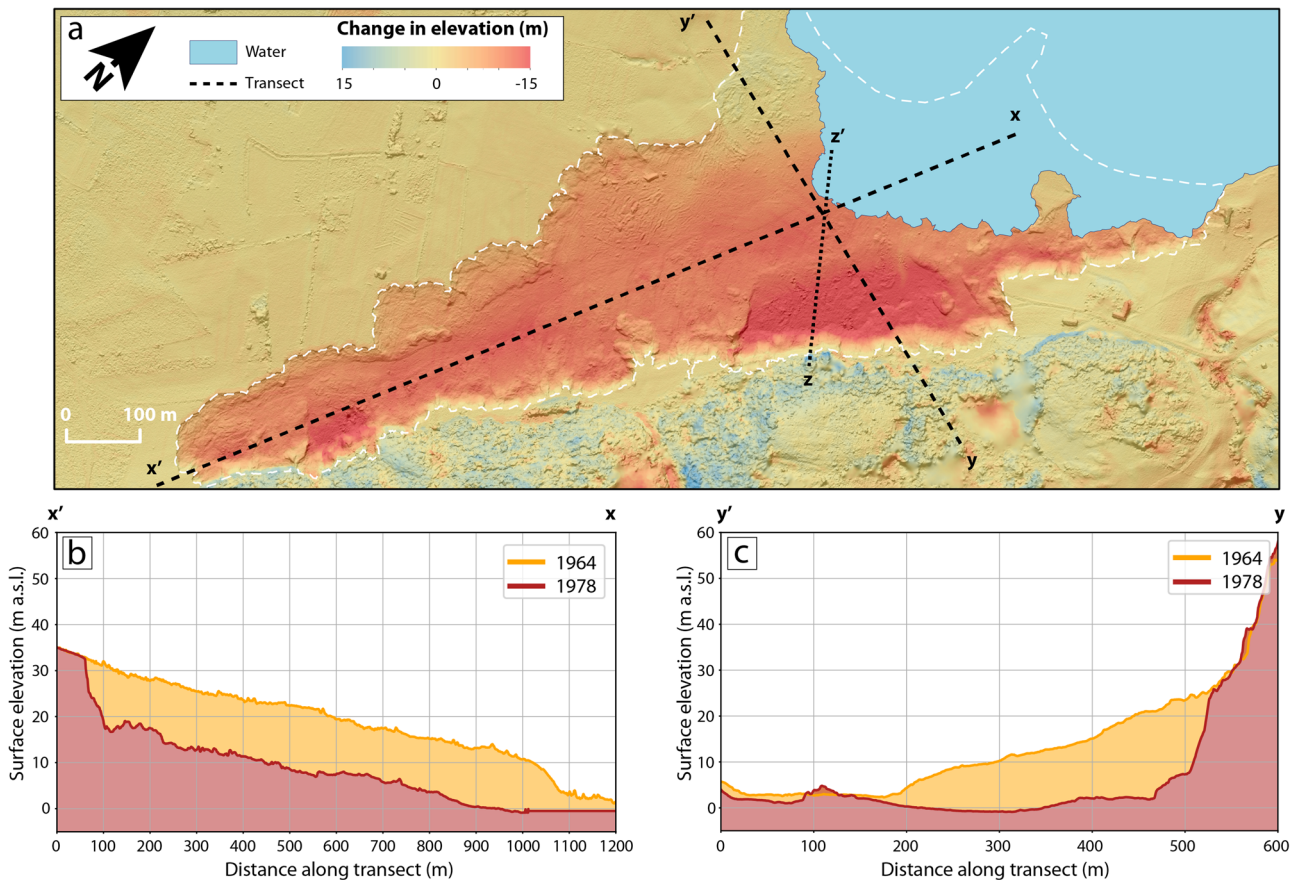 a
N
Water
Transect
Change in elevation (m)
15 0 -15
y′
x
z′
z
y
x′
0 100 m
x′ x
b
1964
1978
Surface elevation (m a.s.l.)
60
50
40
30
20
10
0
0 100 200 300 400 500 600 700 800 900 1000 1100 1200
Distance along transect (m)
y′ y
c
1964
1978
Surface elevation (m a.s.l.)
60
50
40
30
20
10
0
0 100 200 300 400 500 600
Distance along transect (m)